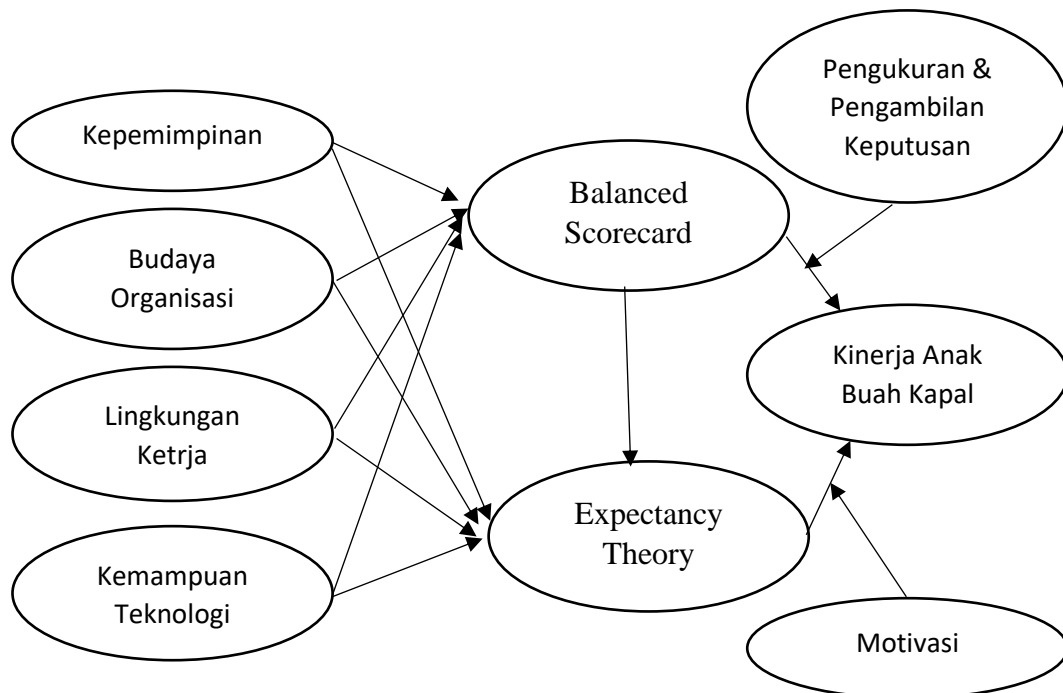 Kepemimpinan
Budaya
Organisasi
Lingkungan
Ketrja
Kemampuan
Teknologi
Balanced
Scorecard
Expectancy
Theory
Pengukuran &
Pengambilan
Keputusan
Kinerja Anak
Buah Kapal
Motivasi